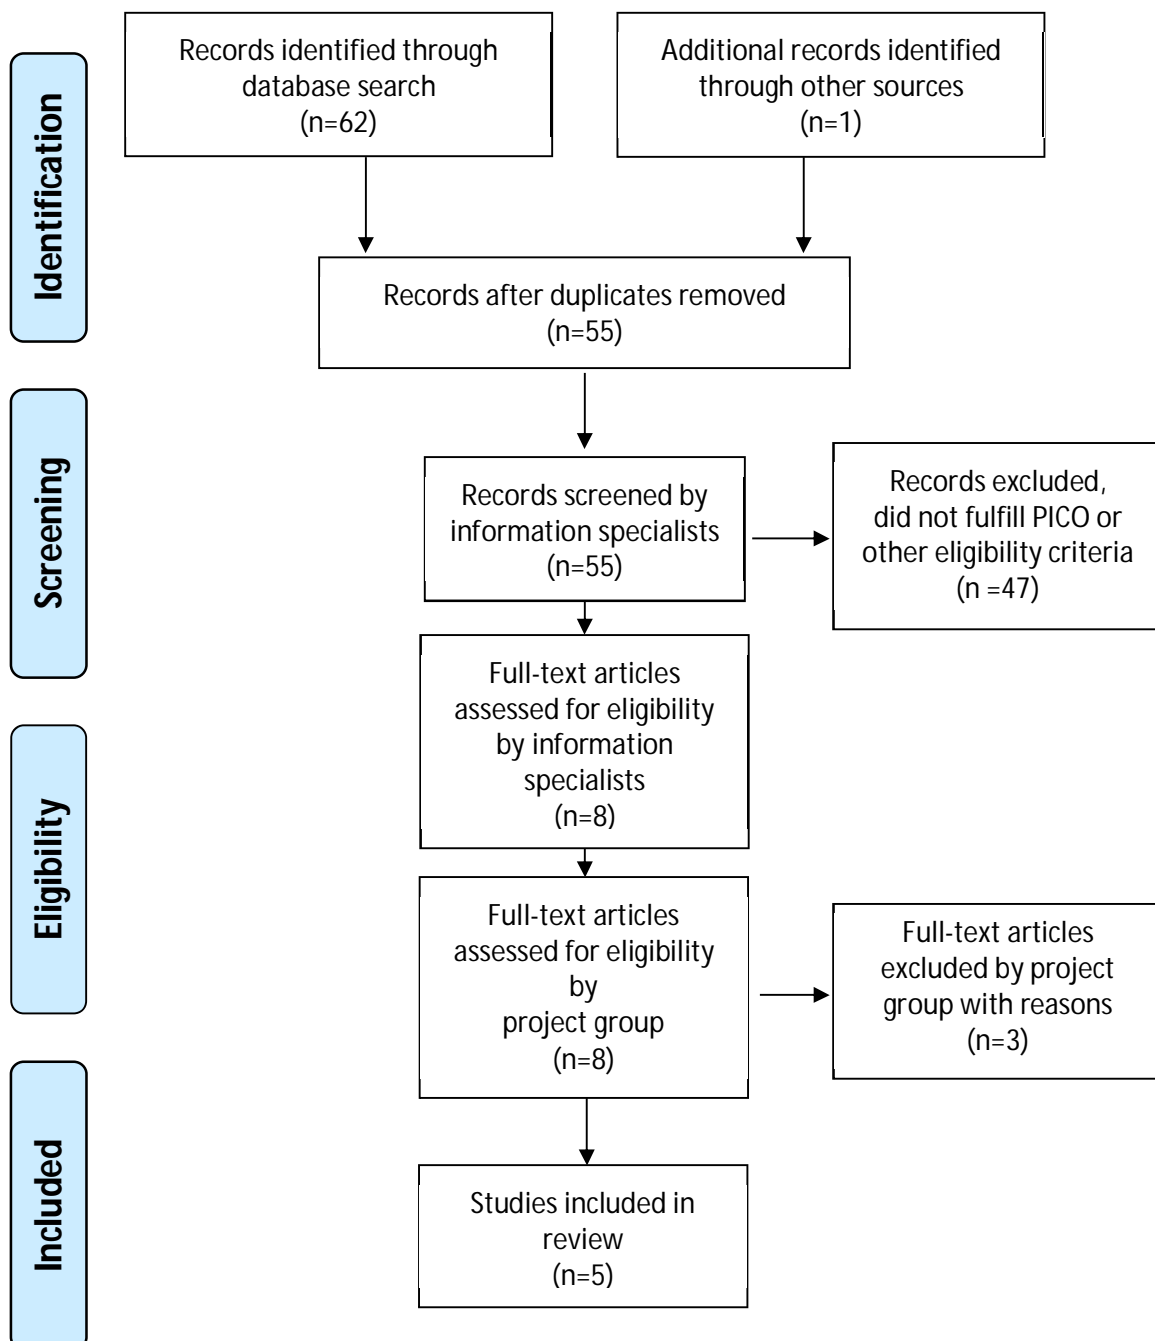 Identification
Records identified through
database search
(n=62)
Additional records identified
through other sources
(n=1)
Records after duplicates removed
(n=55)
Screening
Records screened by
information specialists
(n=55)
Records excluded,
did not fulfill PICO or
other eligibility criteria
(n =47)
Full-text articles
assessed for eligibility
by information
specialists
(n=8)
Eligibility
Full-text articles
assessed for eligibility
by
project group
(n=8)
Full-text articles
excluded by project
group with reasons
(n=3)
Included
Studies included in
review
(n=5)